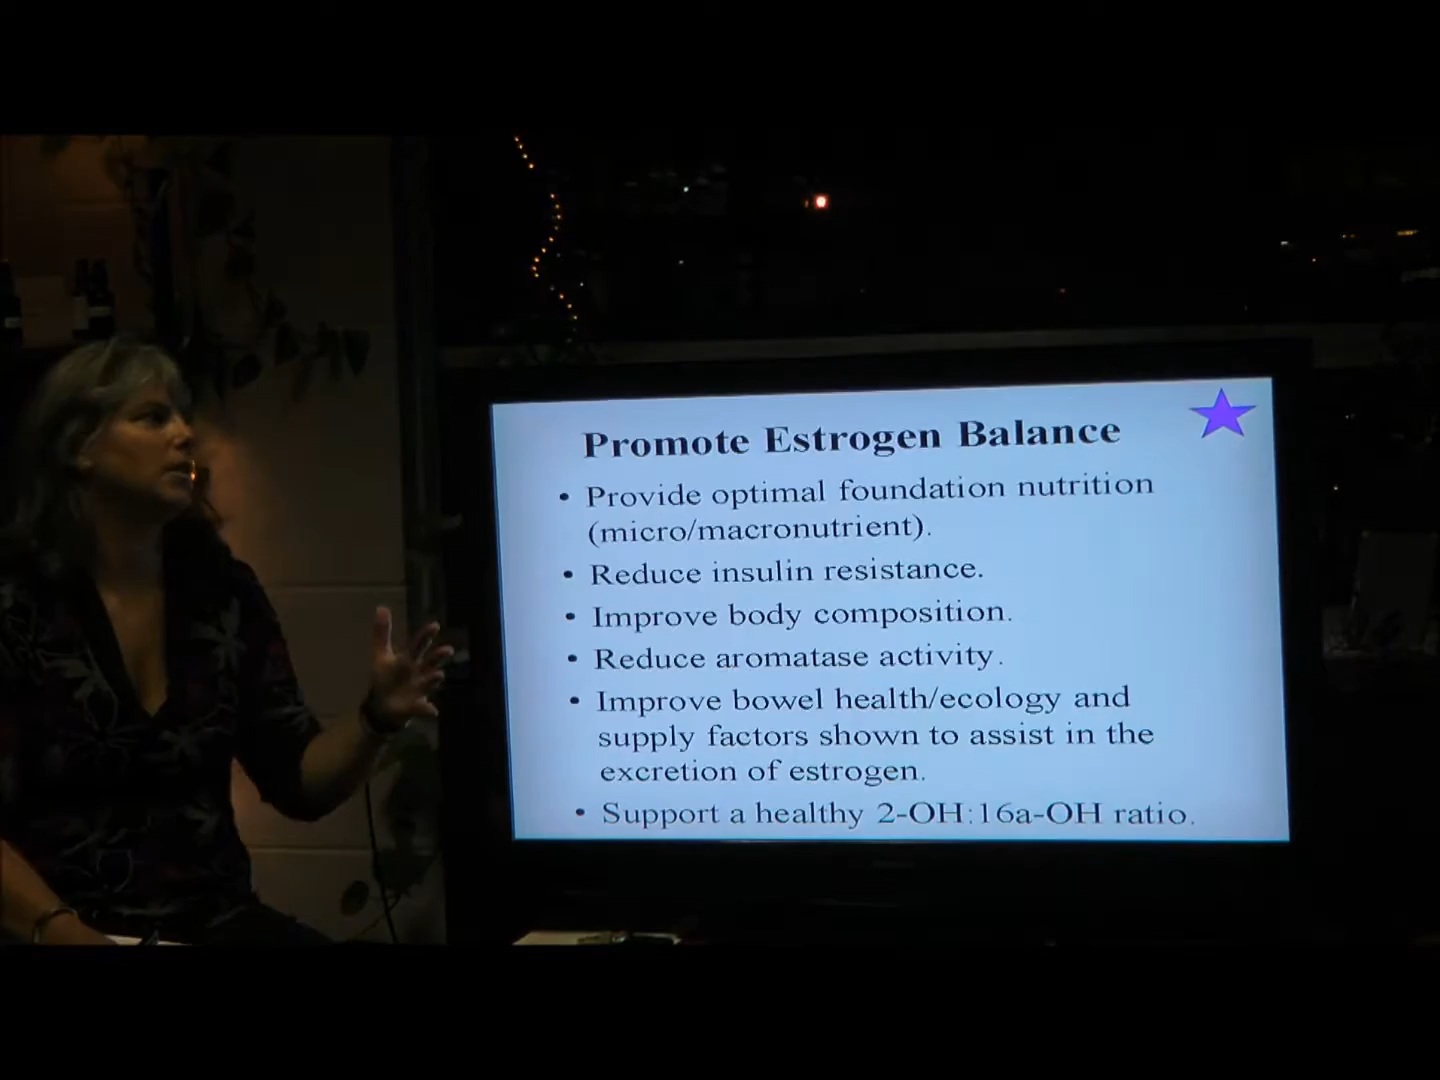 Promote Estrogen Balance
• Provide optimal foundation nutrition
(micro/macronutrient).
• Reduce insulin resistance.
• Improve body composition.
• Reduce aromatase activity.
• Improve bowel health/ecology and
supply factors shown to assist in the
excretion of estrogen.
• Support a healthy 2-OH:16a-OH ratio.